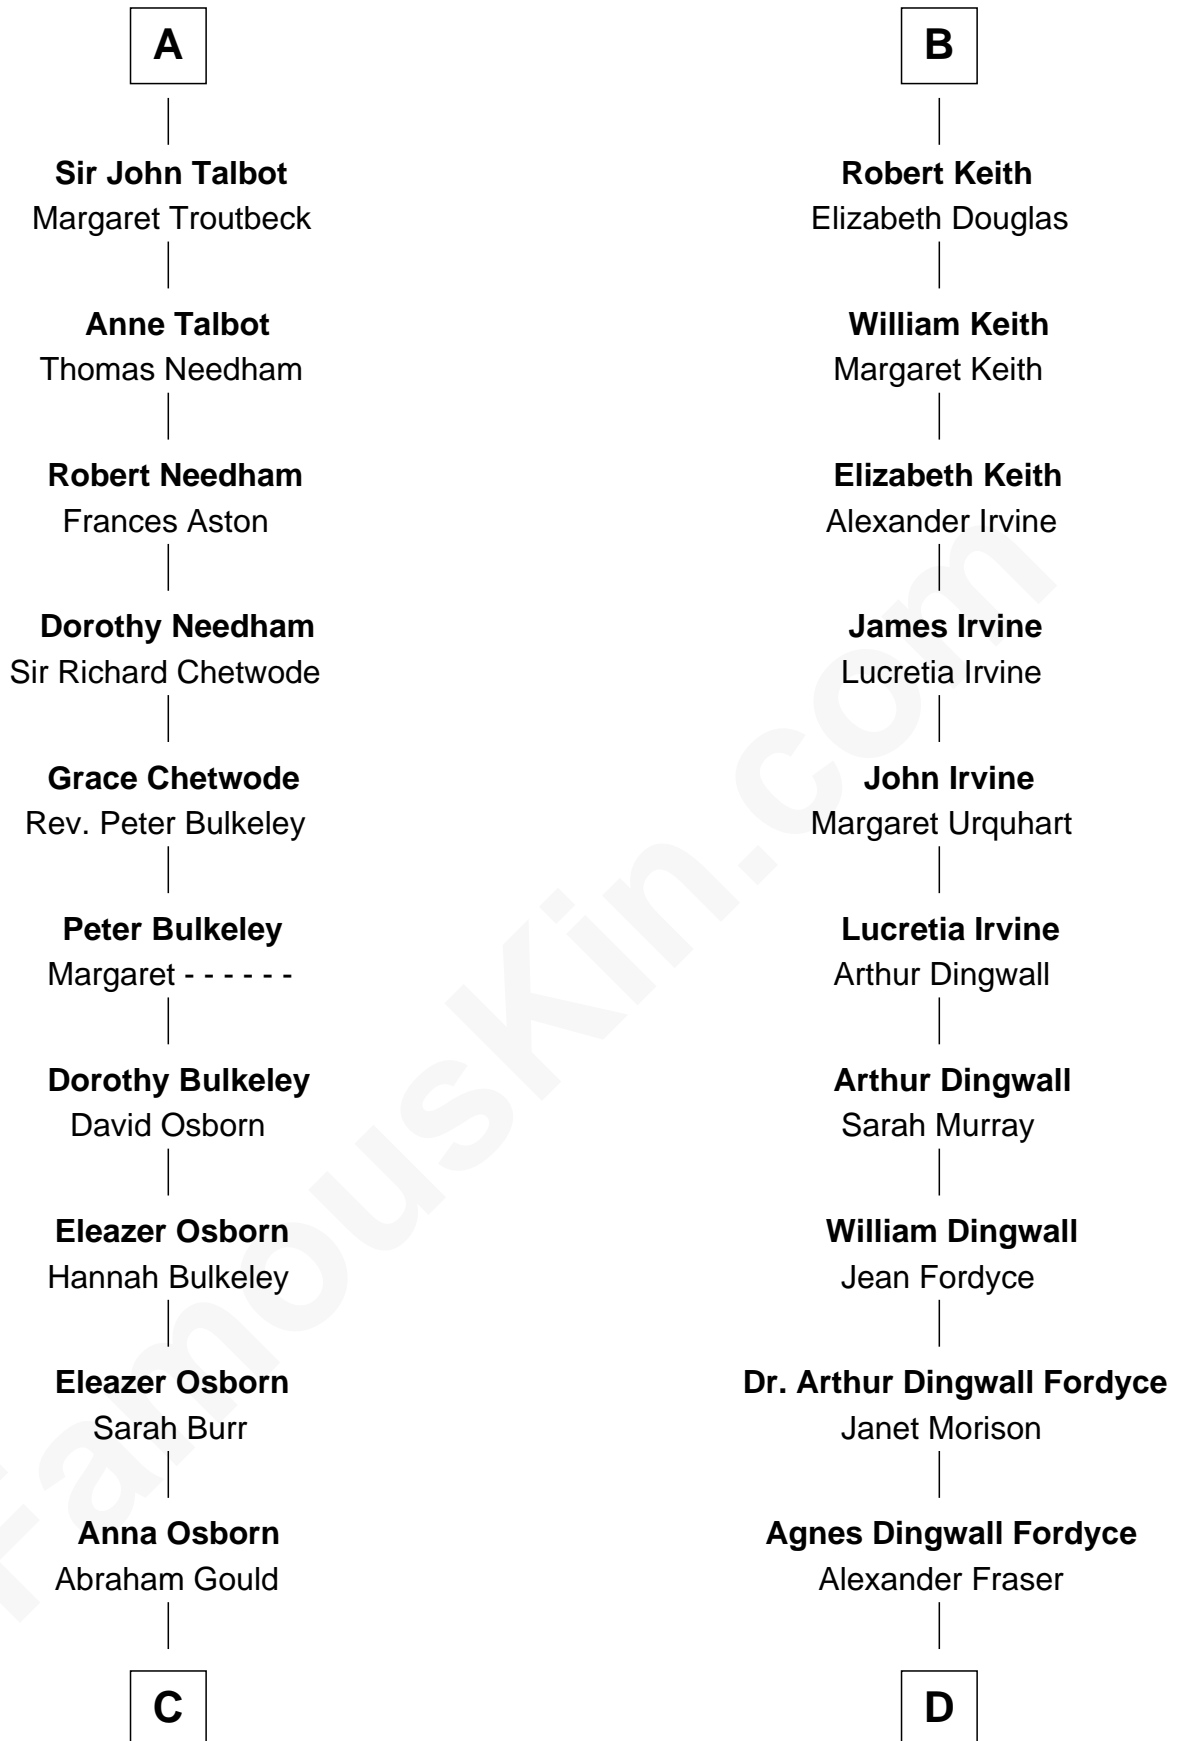 A
Sir John Talbot
Margaret Troutbeck
Anne Talbot
Thomas Needham
Robert Needham
Frances Aston
Dorothy Needham
Sir Richard Chetwode
Grace Chetwode
Rev. Peter Bulkeley
Peter Bulkeley
Margaret - - - - - -
Dorothy Bulkeley
David Osborn
Eleazer Osborn
Hannah Bulkeley
Eleazer Osborn
Sarah Burr
Anna Osborn
Abraham Gould
C
B
Robert Keith
Elizabeth Douglas
William Keith
Margaret Keith
Elizabeth Keith
Alexander Irvine
James Irvine
Lucretia Irvine
John Irvine
Margaret Urquhart
Lucretia Irvine
Arthur Dingwall
Arthur Dingwall
Sarah Murray
William Dingwall
Jean Fordyce
Dr. Arthur Dingwall Fordyce
Janet Morison
Agnes Dingwall Fordyce
Alexander Fraser
D
FamousKin.com